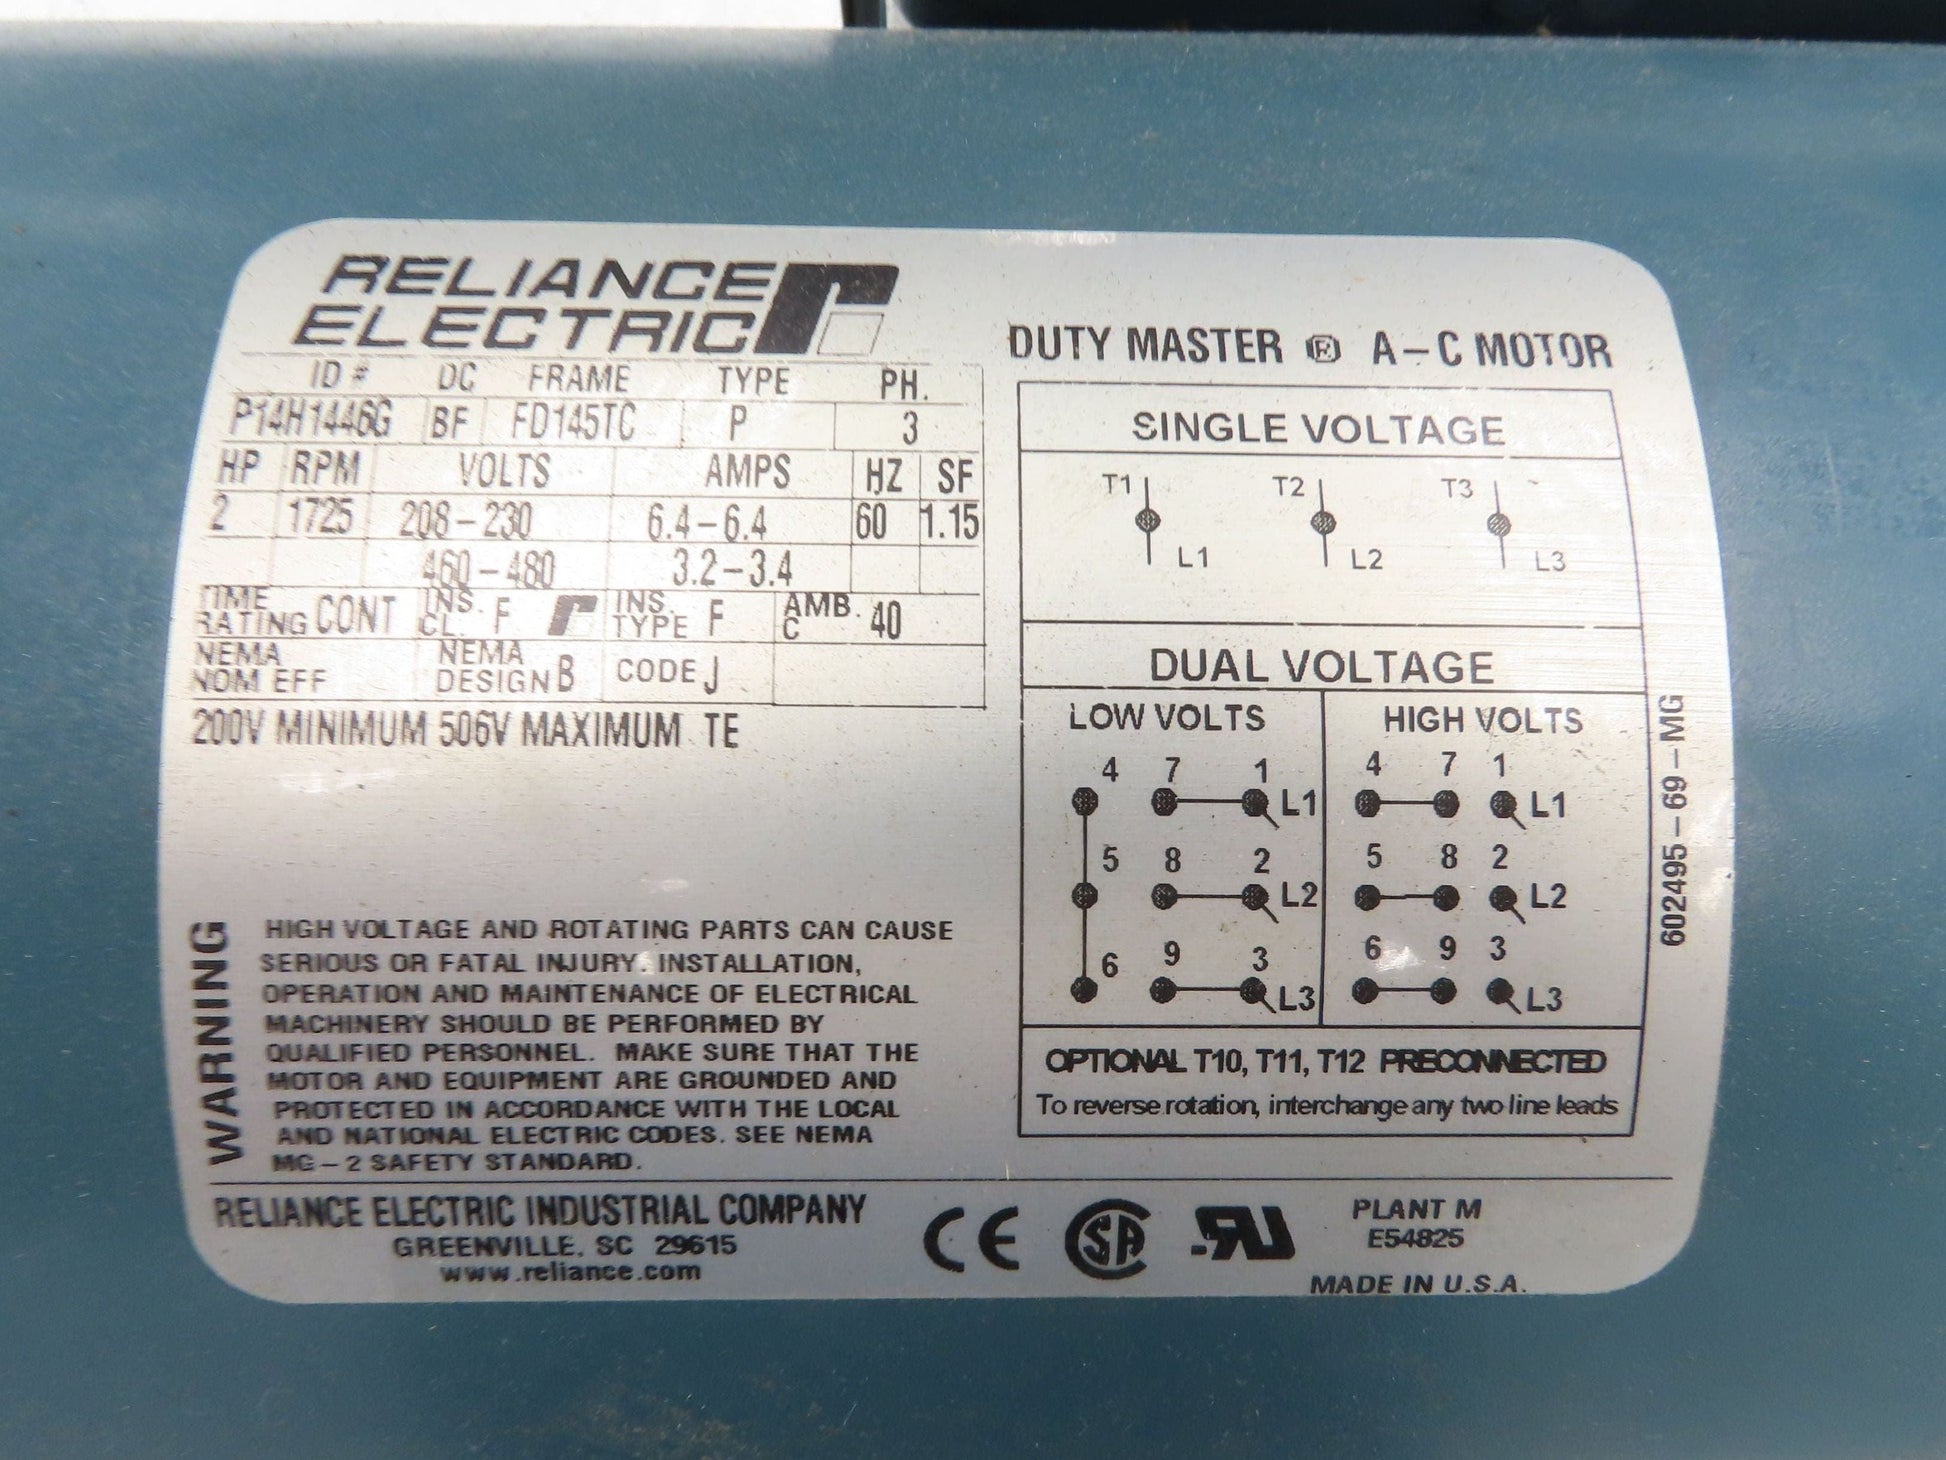 RELIANCE
ELECTRIC
ID # DC FRAME TYPE PH.
P14H1446G BF FD145TC P 3
HP RPM VOLTS AMPS HZ SF
2 1725 208-230 6.4-6.4 60 1.15
460-480 3.2-3.4
TIME RATING CONT INS. CL. F INS. TYPE F AMB. C 40
NEMA NOM EFF NEMA DESIGN B CODE J
200V MINIMUM 506V MAXIMUM TE
WARNING
HIGH VOLTAGE AND ROTATING PARTS CAN CAUSE
SERIOUS OR FATAL INJURY. INSTALLATION,
OPERATION AND MAINTENANCE OF ELECTRICAL
MACHINERY SHOULD BE PERFORMED BY
QUALIFIED PERSONNEL. MAKE SURE THAT THE
MOTOR AND EQUIPMENT ARE GROUNDED AND
PROTECTED IN ACCORDANCE WITH THE LOCAL
AND NATIONAL ELECTRIC CODES. SEE NEMA
MG-2 SAFETY STANDARD.
DUTY MASTER ® A-C MOTOR
SINGLE VOLTAGE
T1 T2 T3
L1 L2 L3
DUAL VOLTAGE
LOW VOLTS HIGH VOLTS
4 7 1 4 7 1
L1 L1
5 8 2 5 8 2
L2 L2
6 9 3 6 9 3
L3 L3
OPTIONAL T10, T11, T12 PRECONNECTED
To reverse rotation, interchange any two line leads
602495-69-MG
RELIANCE ELECTRIC INDUSTRIAL COMPANY
GREENVILLE, SC 29615
www.reliance.com
CE SA RU
PLANT M
E54825
MADE IN U.S.A.